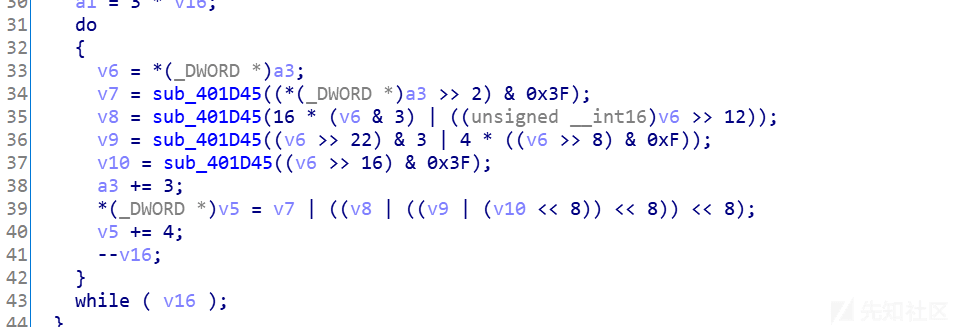 30 a1 = 3 * v16;
31 do
32 {
33 v6 = *(_DWORD *)a3;
34 v7 = sub_401D45((*(_DWORD *)a3 >> 2) & 0x3F);
35 v8 = sub_401D45(16 * (v6 & 3) | ((unsigned __int16)v6 >> 12));
36 v9 = sub_401D45((v6 >> 22) & 3 | 4 * ((v6 >> 8) & 0xF));
37 v10 = sub_401D45((v6 >> 16) & 0x3F);
38 a3 += 3;
39 *(_DWORD *)v5 = v7 | ((v8 | ((v9 | (v10 << 8)) << 8)) << 8);
40 v5 += 4;
41 --v16;
42 }
43 while ( v16 );
44 }
先知社区